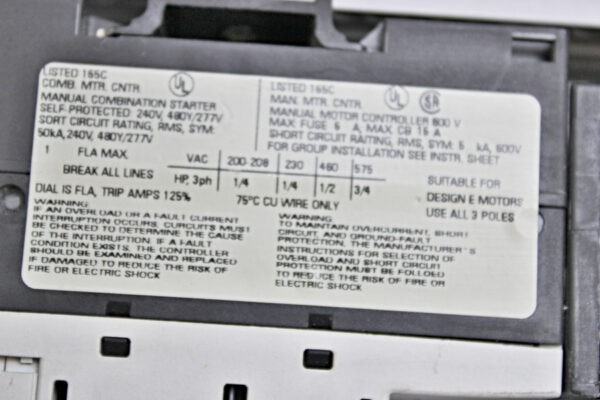 LISTED 165C
COMB. MTR. CNTR.
UL
MANUAL COMBINATION STARTER
SELF-PROTECTED: 240V, 480Y/277V
SORT CIRCUIT RATING, RMS, SYM:
50kA,240V, 480Y/277V
LISTED 165C
MAN. MTR. CNTR.
UL
SA
MANUAL MOTOR CONTROLLER 600 V
MAX. FUSE 6 A, MAX. CB 15 A
SHORT CIRCUIT RATING, RMS, SYM: 5 kA, 600V
FOR GROUP INSTALLATION SEE INSTR. SHEET
1 FLA MAX.
BREAK ALL LINES
VAC 200-208 230 460 575
HP, 3ph 1/4 1/4 1/2 3/4
SUITABLE FOR
DESIGN E MOTORS
USE ALL 3 POLES
DIAL IS FLA, TRIP AMPS 125% 75°C CU WIRE ONLY
WARNING:
IF AN OVERLOAD OR A FAULT CURRENT
INTERRUPTION OCCURS, CURCUITS MUST
BE CHECKED TO DETERMINE THE CAUSE
OF THE INTERRUPTION. IF A FAULT
CONDITION EXISTS, THE CONTROLLER
SHOULD BE EXAMINED AND REPLACED
IF DAMAGED TO REDUCE THE RISK OF
FIRE OR ELECTRIC SHOCK
WARNING:
TO MAINTAIN OVERCURRENT, SHORT
CIRCUIT, AND GROUND-FAULT
PROTECTION, THE MANUFACTURER'S
INSTRUCTIONS FOR SELECTION OF
OVERLOAD AND SHORT CIRCUIT
PROTECTION MUST BE FOLLOED
TO REDUCE THE RISK OF FIRE OR
ELECTRIC SHOCK